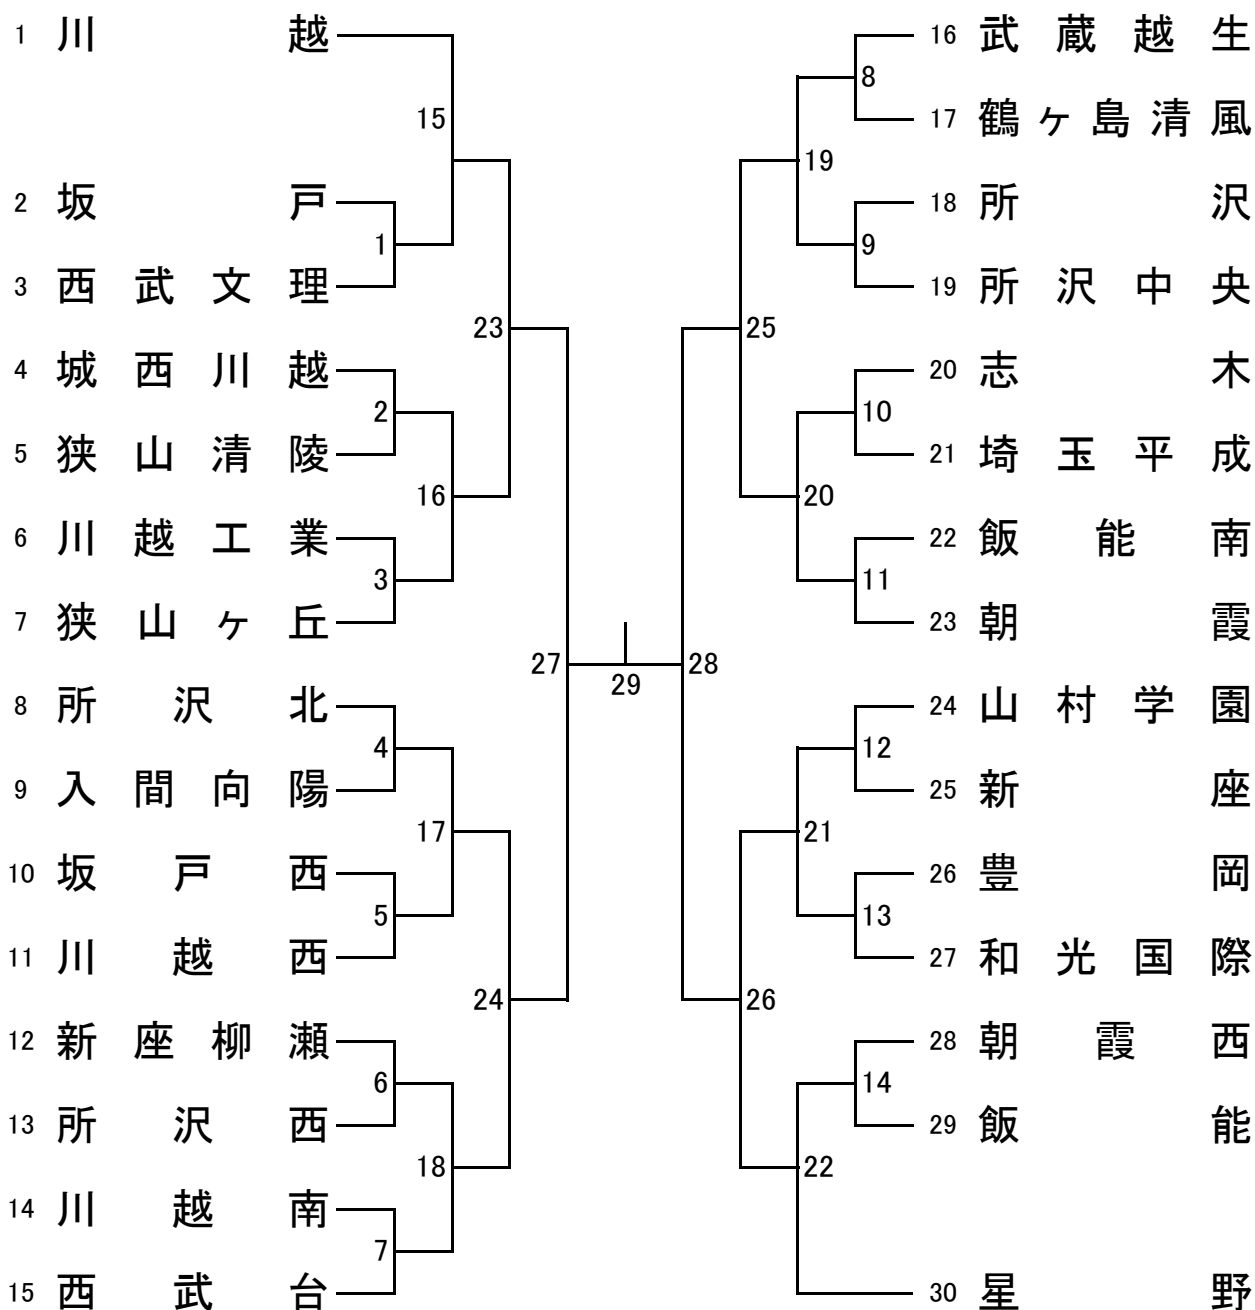 1 川越
2 坂戸
3 西武文理
4 城西川越
5 狭山清陵
6 川越工業
7 狭山ヶ丘
8 所沢北
9 入間向陽
10 坂戸西
11 川越西
12 新座柳瀬
13 所沢西
14 川越南
15 西武台
1
2
3
4
5
6
7
15
16
17
18
23
24
27
29
28
25
26
19
20
21
22
8
9
10
11
12
13
14
16 武蔵越生
17 鶴ヶ島清風
18 所沢
19 所沢中央
20 志木
21 埼玉平成
22 飯能南
23 朝霞
24 山村学園
25 新座
26 豊岡
27 和光国際
28 朝霞西
29 飯能
30 星野